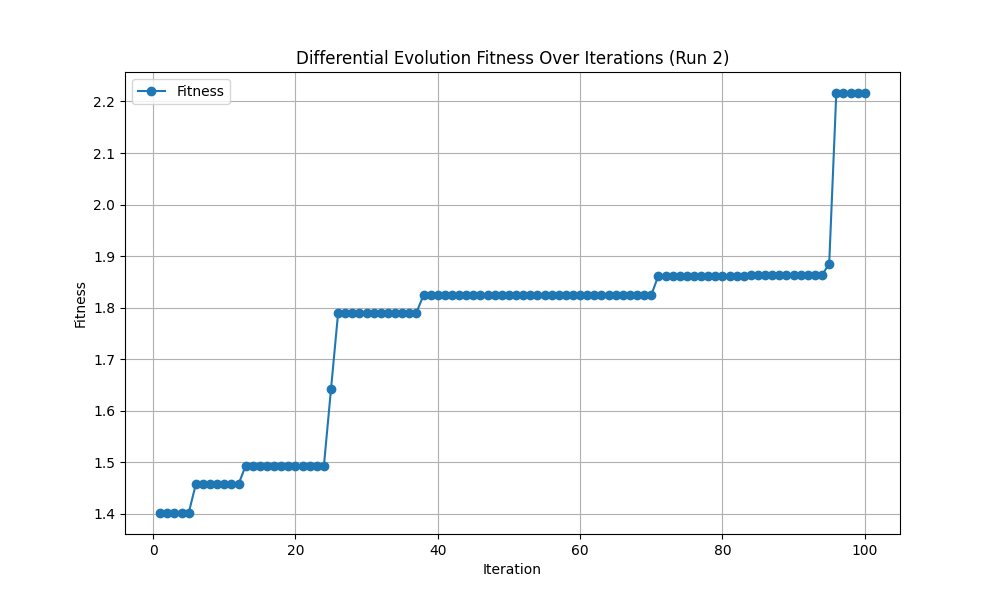 Differential Evolution Fitness Over Iterations (Run 2)
Fitness
2.2
2.1
2.0
1.9
1.8
1.7
1.6
1.5
1.4
Fitness
0 20 40 60 80 100
Iteration